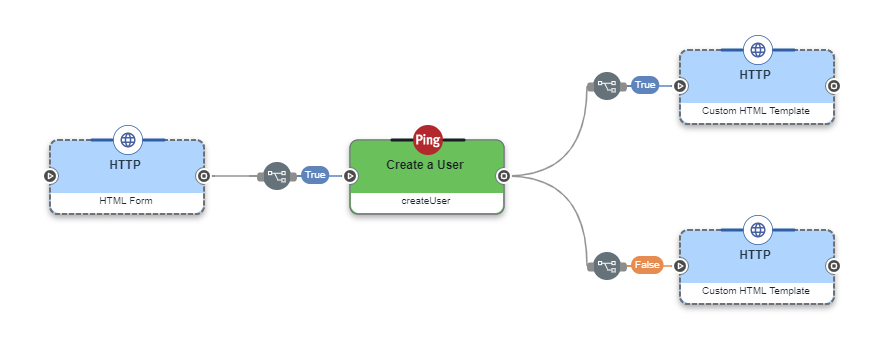 HTTP
HTML Form
True
Ping
Create a User
createUser
True
HTTP
Custom HTML Template
False
HTTP
Custom HTML Template